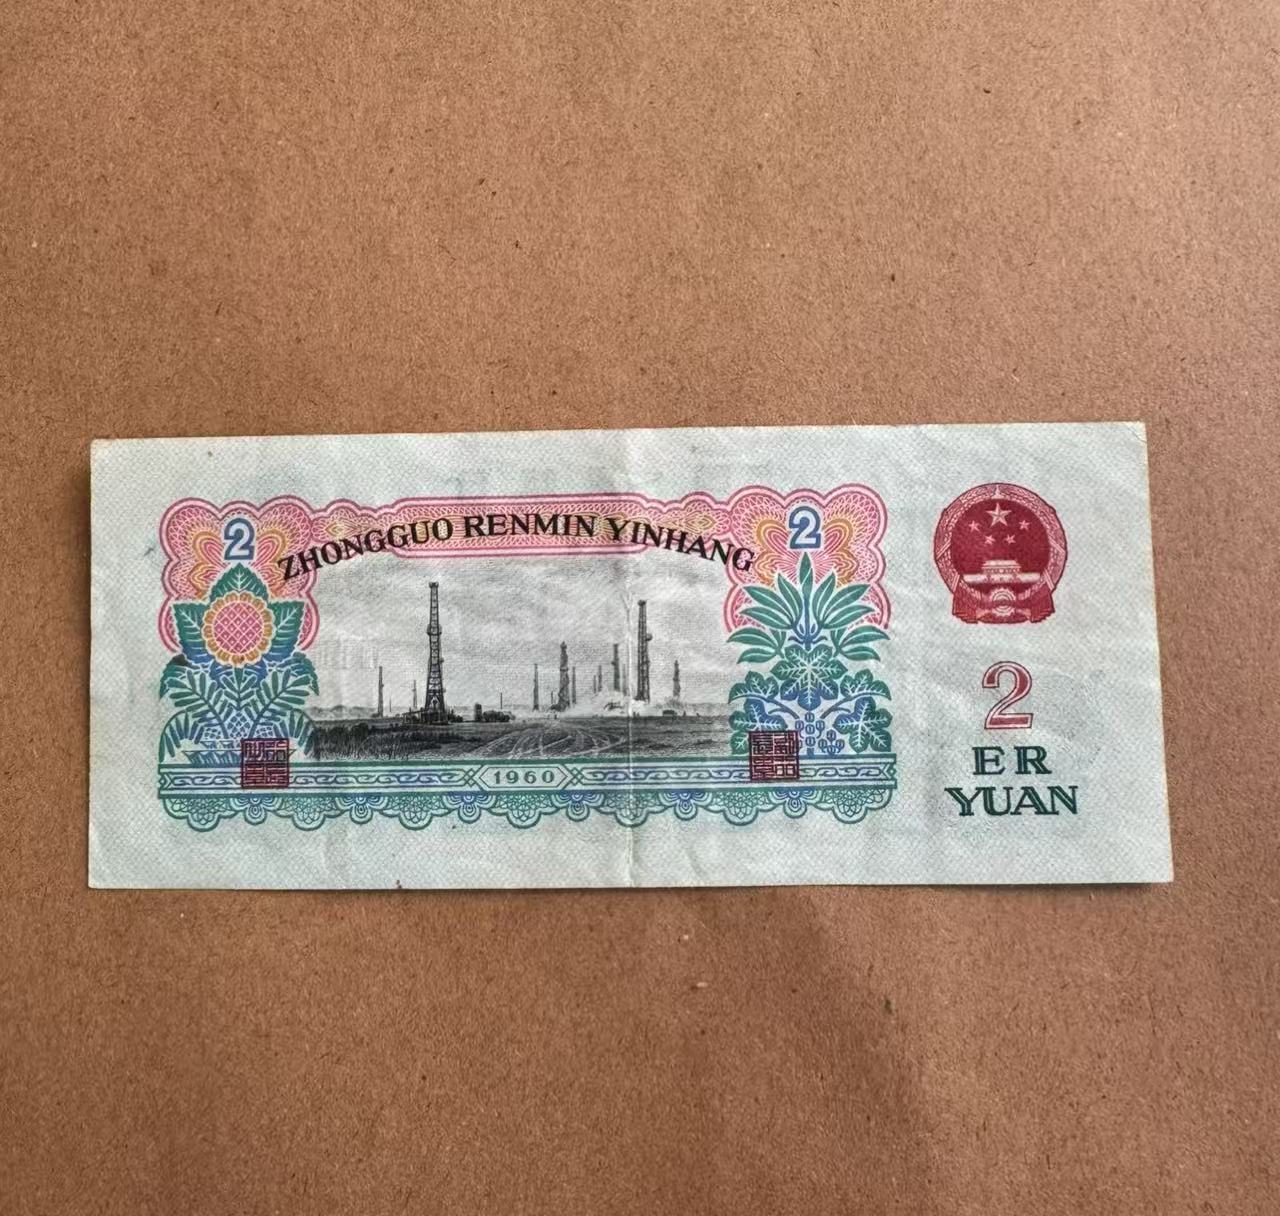 2
2
ZHONGGUO RENMIN YINHANG
1960
2
ER
YUAN